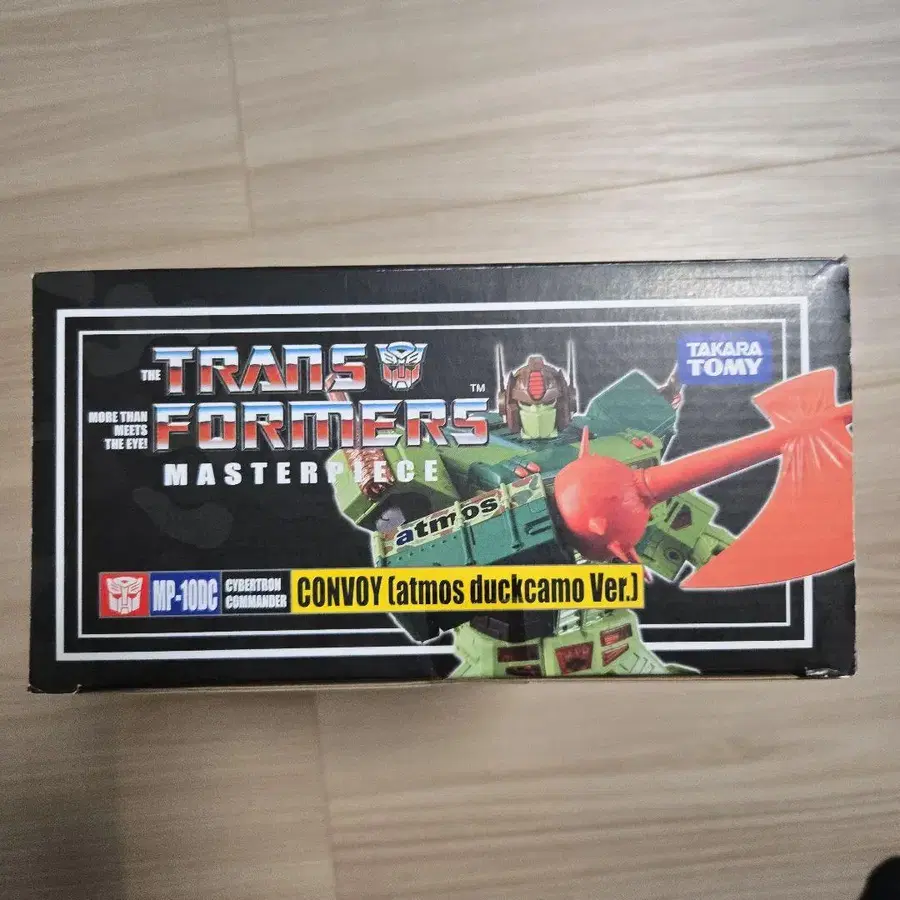 THE TRANS
FORMERS™
MORE THAN
MEETS
THE EYE!
MASTERPIECE
TAKARA
TOMY
atmos
MP-10DC
CYBERTRON
COMMANDER
CONVOY (atmos duckcamo Ver.)